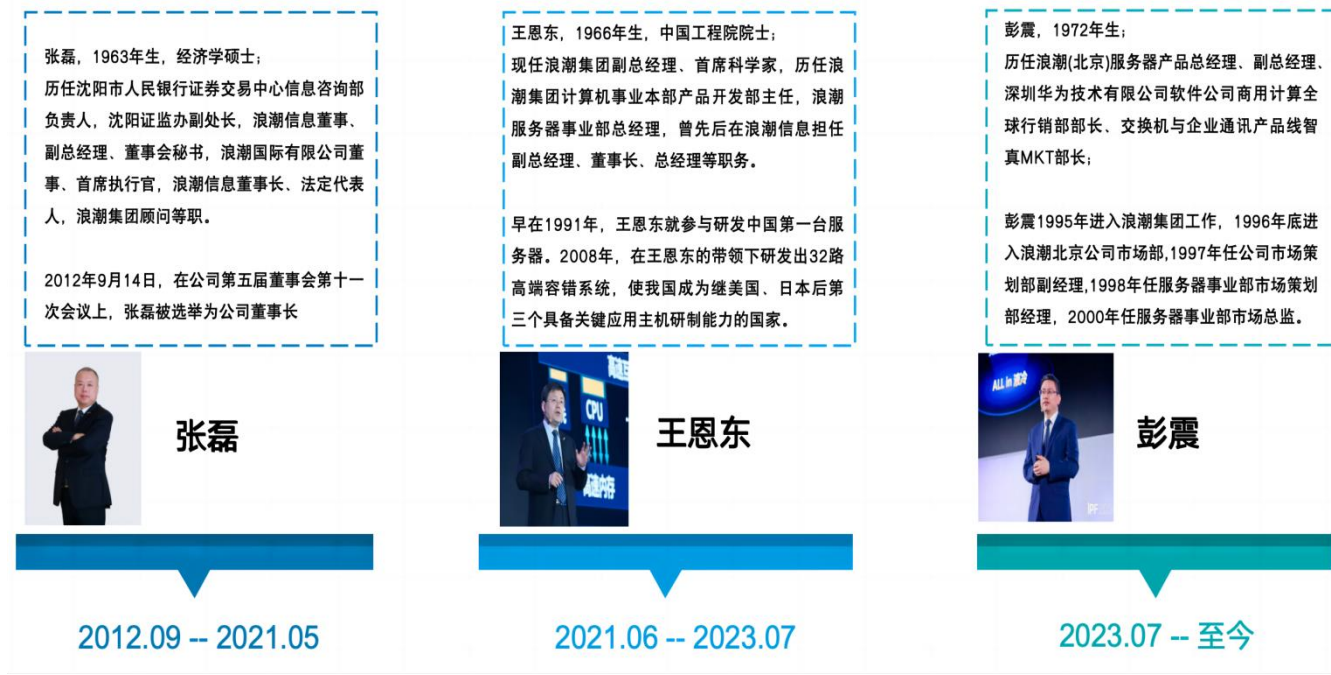 张磊，1963年生，经济学硕士；
历任沈阳市人民银行证券交易中心信息咨询部
负责人，沈阳证监办副处长，浪潮信息董事、
副总经理、董事会秘书，浪潮国际有限公司董
事、首席执行官，浪潮信息董事长、法定代表
人，浪潮集团顾问等职。
2012年9月14日，在公司第五届董事会第十一
次会议上，张磊被选举为公司董事长
张磊
2012.09 -- 2021.05
王恩东，1966年生，中国工程院院士；
现任浪潮集团副总经理、首席科学家，历任浪
潮集团计算机事业本部产品开发部主任，浪潮
服务器事业部总经理，曾先后在浪潮信息担任
副总经理、董事长、总经理等职务。
早在1991年，王恩东就参与研发中国第一台服
务器。2008年，在王恩东的带领下研发出32路
高端容错系统，使我国成为继美国、日本后第
三个具备关键应用主机研制能力的国家。
CPU
高速内存
王恩东
2021.06 -- 2023.07
彭震，1972年生；
历任浪潮(北京)服务器产品总经理、副总经理、
深圳华为技术有限公司软件公司商用计算全
球行销部部长、交换机与企业通讯产品线智
真MKT部长；
彭震1995年进入浪潮集团工作，1996年底进
入浪潮北京公司市场部,1997年任公司市场策
划部副经理,1998年任服务器事业部市场策划
部经理，2000年任服务器事业部市场总监。
ALL in 液冷
IPF
彭震
2023.07 -- 至今